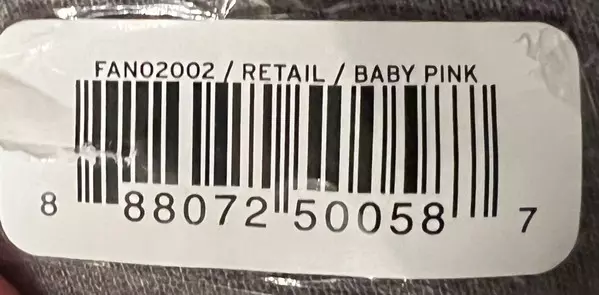 FAN02002 / RETAIL / BABY PINK
8 88072 50058 7